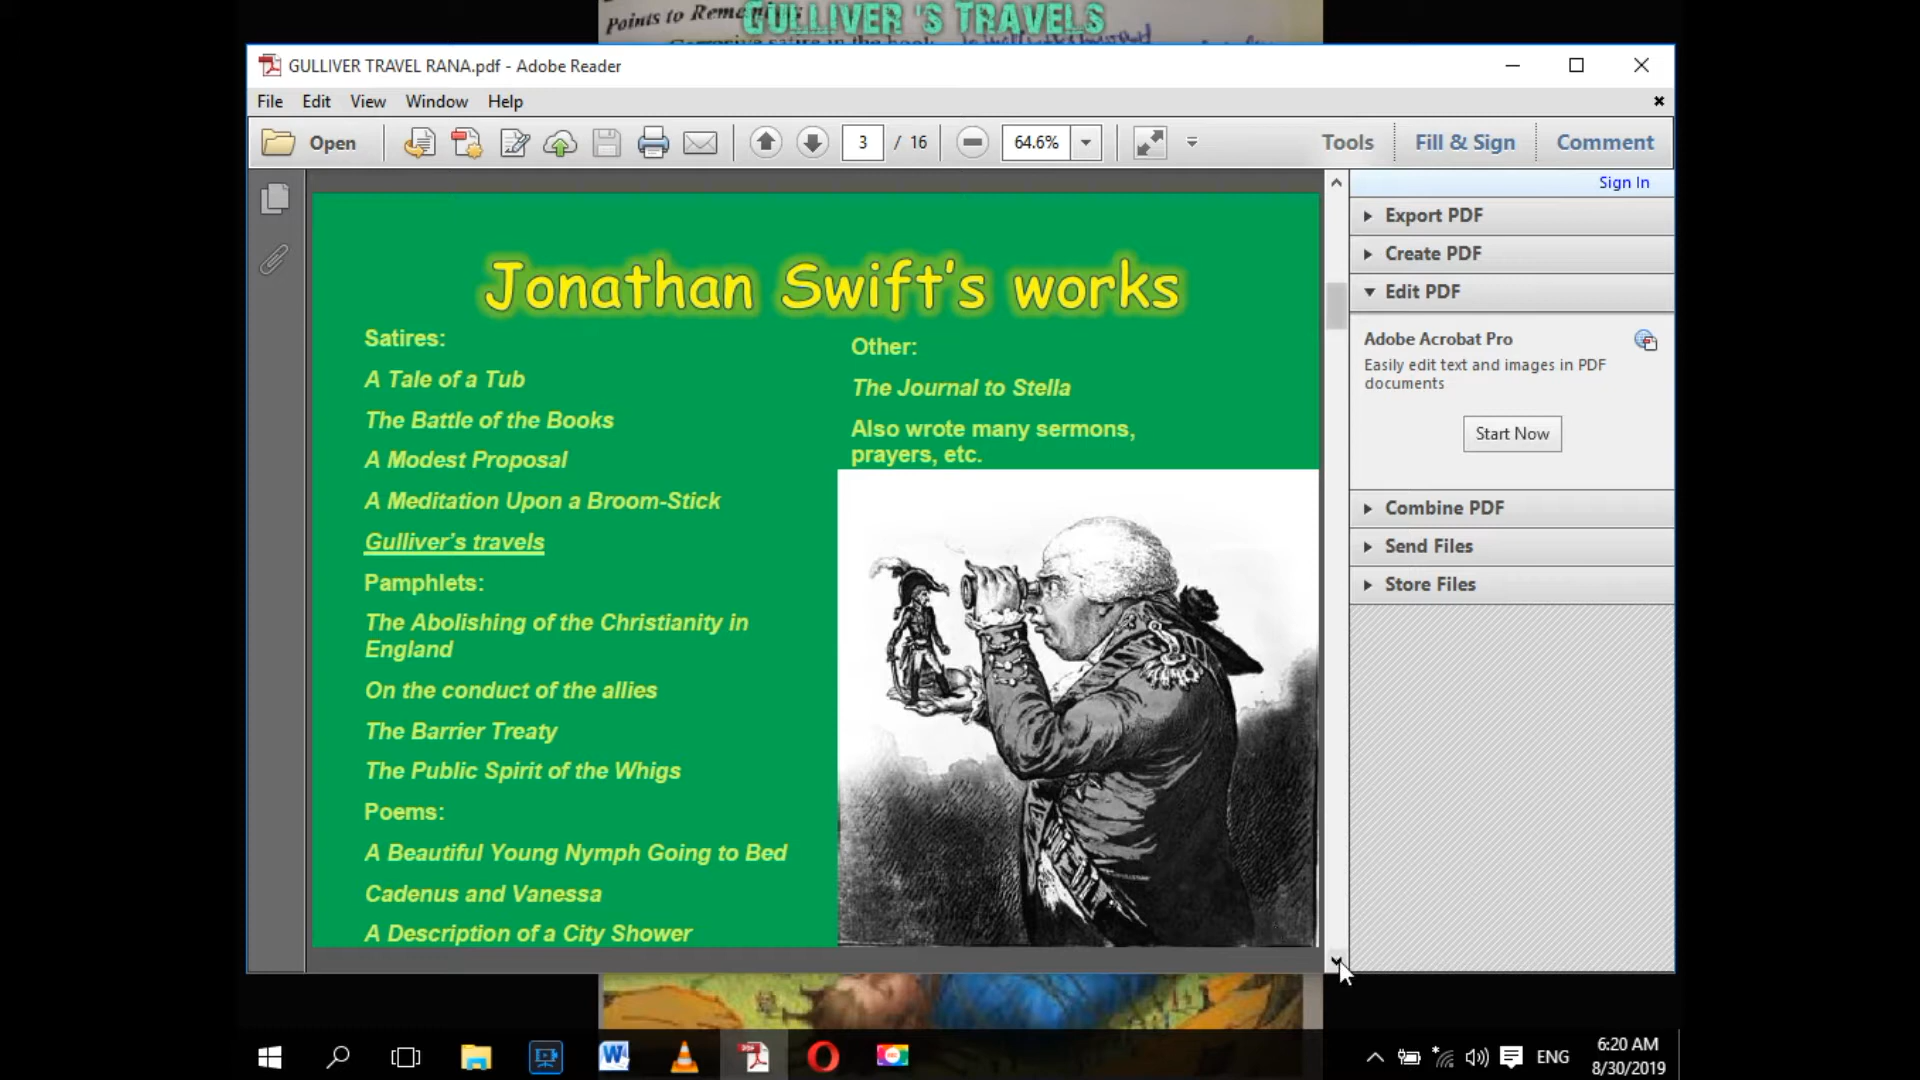 Points to Remember
GULLIVER 'S TRAVELS
GULLIVER TRAVEL RANA.pdf - Adobe Reader
File Edit View Window Help
Open
3 / 16
64.6%
Tools Fill & Sign Comment
Sign In
Export PDF
Create PDF
Edit PDF
Adobe Acrobat Pro
Easily edit text and images in PDF
documents
Start Now
Combine PDF
Send Files
Store Files
Jonathan Swift's works
Satires:
A Tale of a Tub
The Battle of the Books
A Modest Proposal
A Meditation Upon a Broom-Stick
Gulliver's travels
Pamphlets:
The Abolishing of the Christianity in
England
On the conduct of the allies
The Barrier Treaty
The Public Spirit of the Whigs
Poems:
A Beautiful Young Nymph Going to Bed
Cadenus and Vanessa
A Description of a City Shower
Other:
The Journal to Stella
Also wrote many sermons,
prayers, etc.
ENG
6:20 AM
8/30/2019